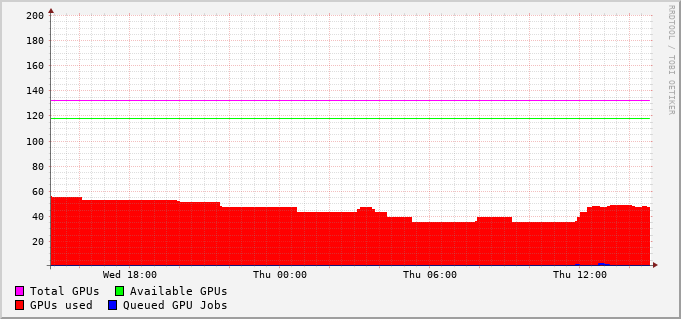 RRDTOOL / TOBI OETIKER
200
180
160
140
120
100
80
60
40
20
Wed 18:00 Thu 00:00 Thu 06:00 Thu 12:00
Total GPUs Available GPUs
GPUs used Queued GPU Jobs